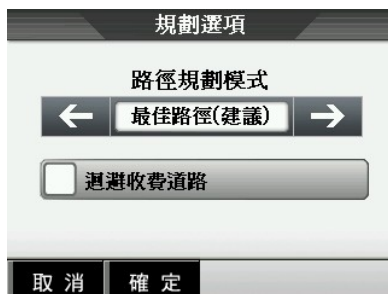 規劃選項
路徑規劃模式
最佳路徑(建議)
迴避收費道路
取消 確定